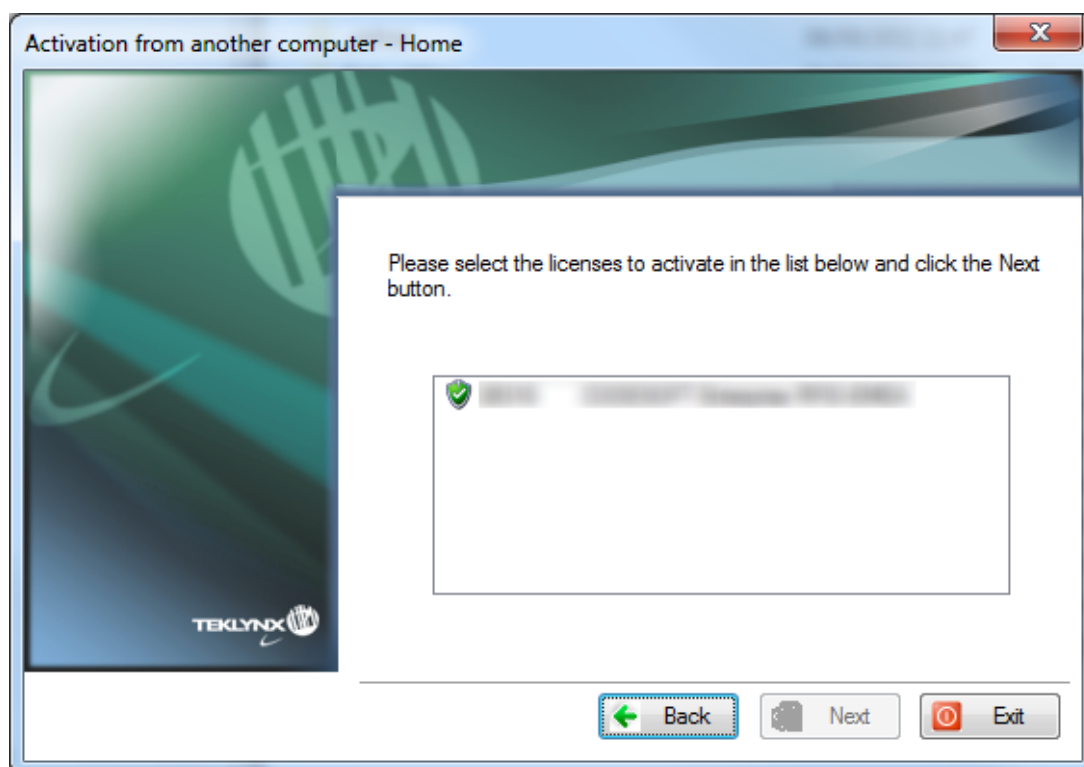 Activation from another computer - Home
Please select the licenses to activate in the list below and click the Next
button.
TEKLYNX
Back
Next
Exit